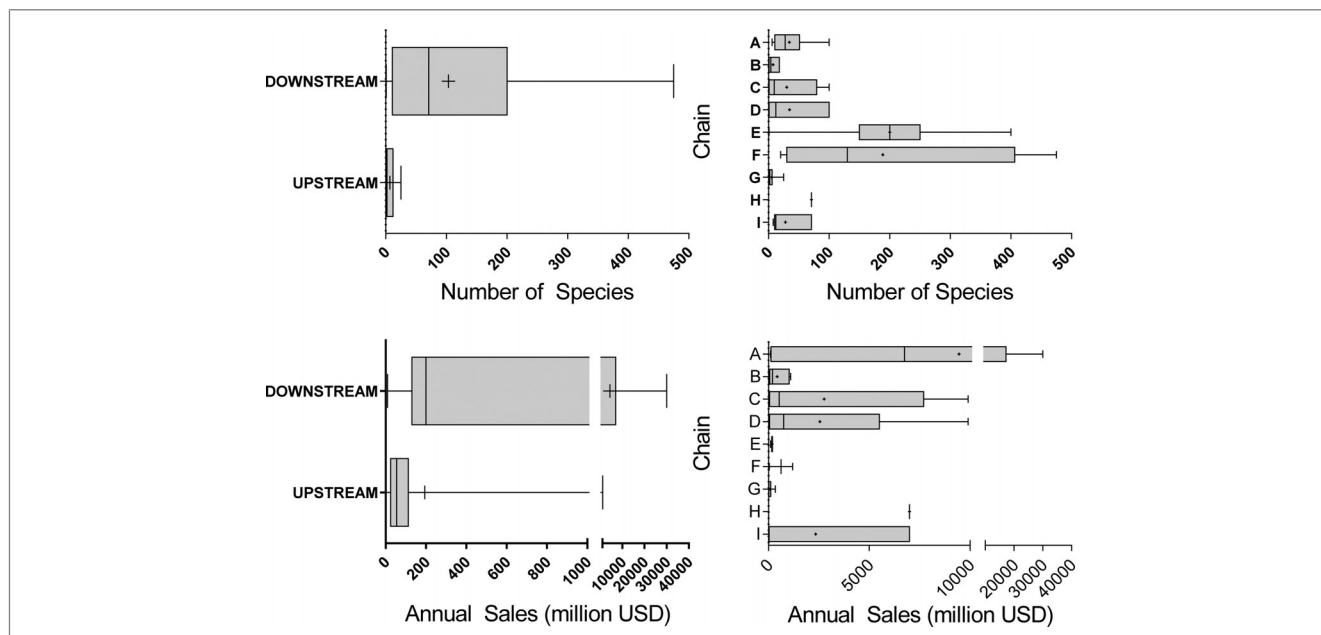 DOWNSTREAM
UPSTREAM
0
100
200
300
400
500
Number of Species
Chain
A
B
C
D
E
F
G
H
I
0
100
200
300
400
500
Number of Species
DOWNSTREAM
UPSTREAM
0
200
400
600
800
1000
10000
20000
30000
40000
Annual Sales (million USD)
Chain
A
B
C
D
E
F
G
H
I
0
5000
10000
20000
30000
40000
Annual Sales (million USD)